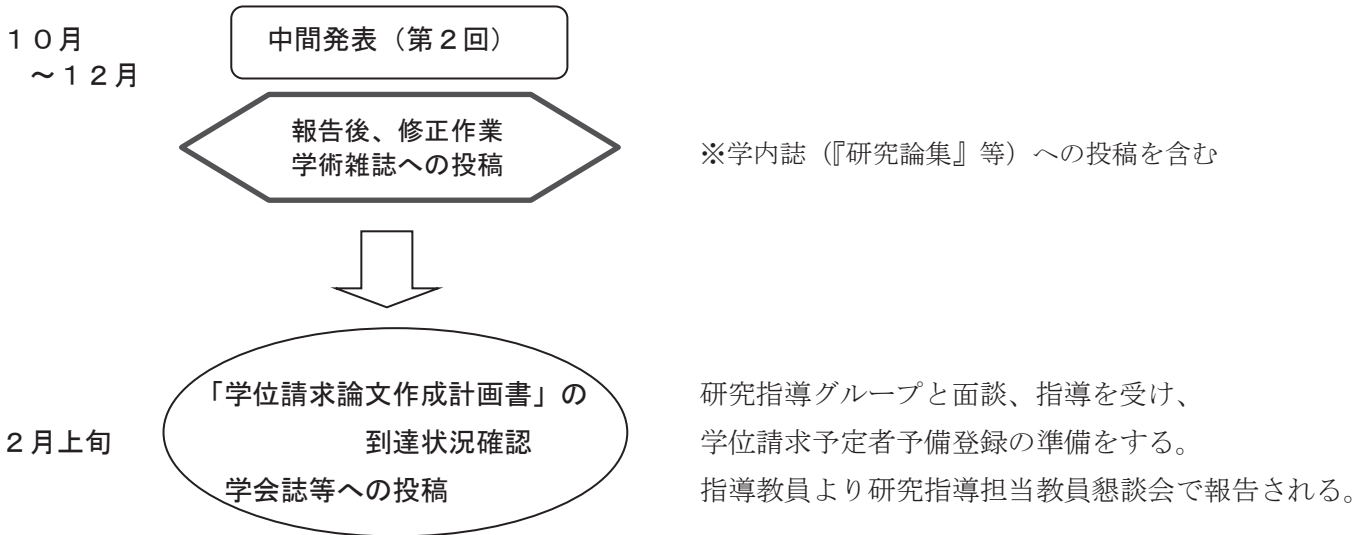 １０月
～１２月
中間発表（第２回）
報告後、修正作業
学術雑誌への投稿
※学内誌（『研究論集』等）への投稿を含む
２月上旬
「学位請求論文作成計画書」の
到達状況確認
学会誌等への投稿
研究指導グループと面談、指導を受け、
学位請求予定者予備登録の準備をする。
指導教員より研究指導担当教員懇談会で報告される。